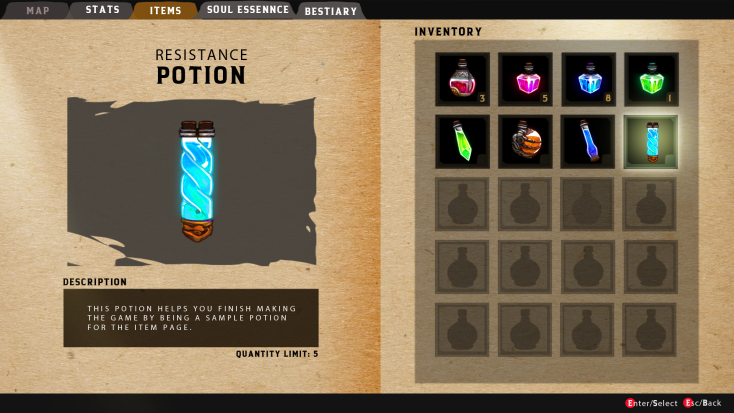 MAP
STATS
ITEMS
SOUL ESSENNCE
BESTIARY
RESISTANCE
POTION
DESCRIPTION
THIS POTION HELPS YOU FINISH MAKING
THE GAME BY BEING A SAMPLE POTION
FOR THE ITEM PAGE.
QUANTITY LIMIT: 5
INVENTORY
3
5
8
1
Enter/Select Esc/Back